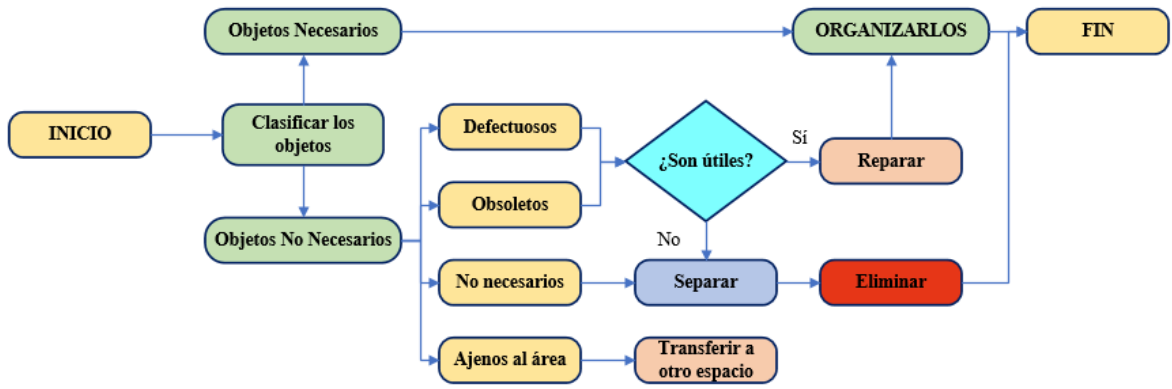 Objetos Necesarios
ORGANIZARLOS
FIN
INICIO
Clasificar los
objetos
Defectuosos
¿Son útiles?
Sí
Reparar
Obsoletos
Objetos No Necesarios
No
No necesarios
Separar
Eliminar
Ajenos al área
Transferir a
otro espacio